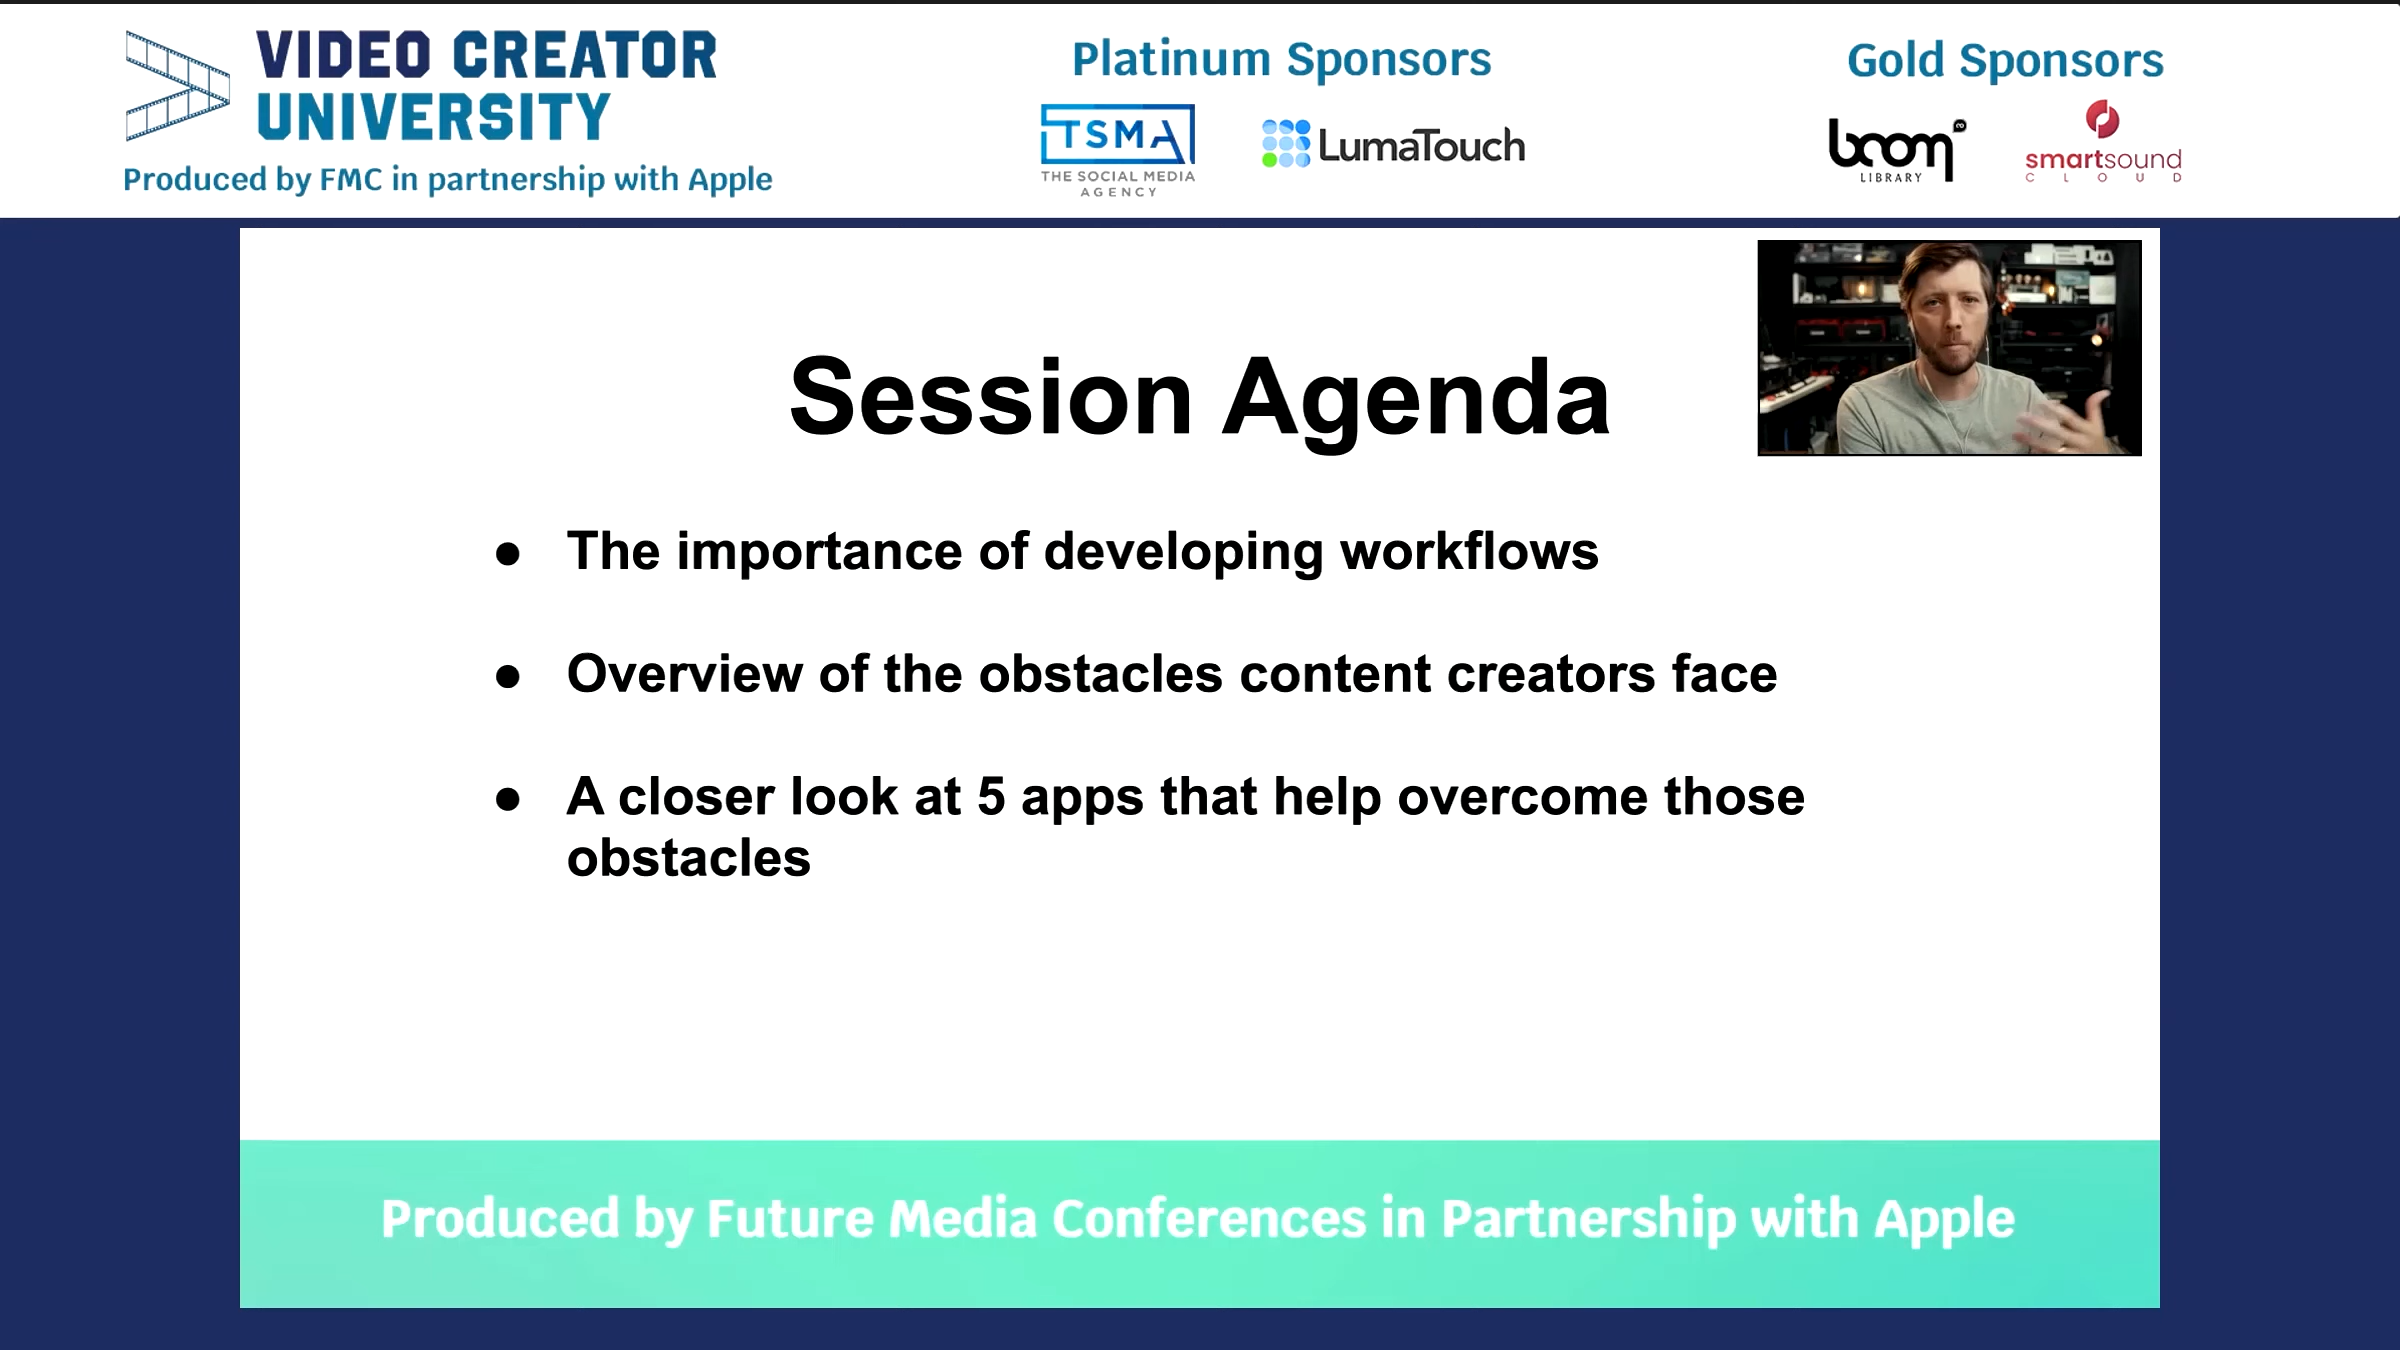 VIDEO CREATOR
UNIVERSITY
Produced by FMC in partnership with Apple
Platinum Sponsors
TSMA
THE SOCIAL MEDIA
AGENCY
LumaTouch
Gold Sponsors
boom
LIBRARY
smartsound
CLOUD
Session Agenda
● The importance of developing workflows
● Overview of the obstacles content creators face
● A closer look at 5 apps that help overcome those
obstacles
Produced by Future Media Conferences in Partnership with Apple